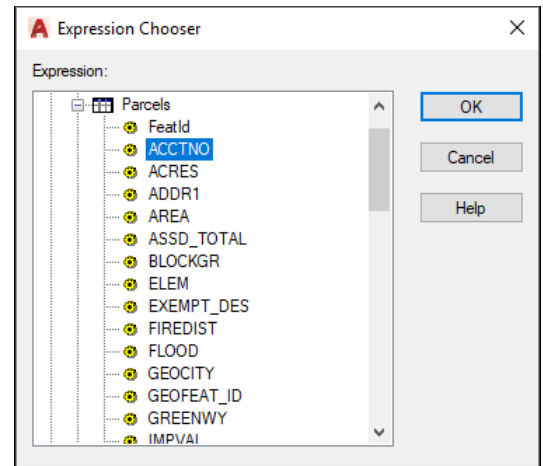 Expression Chooser
Expression:
Parcels
FeatId
ACCTNO
ACRES
ADDR1
AREA
ASSD_TOTAL
BLOCKGR
ELEM
EXEMPT_DES
FIREDIST
FLOOD
GEOCITY
GEOFEAT_ID
GREENWY
IMPVAL
OK
Cancel
Help